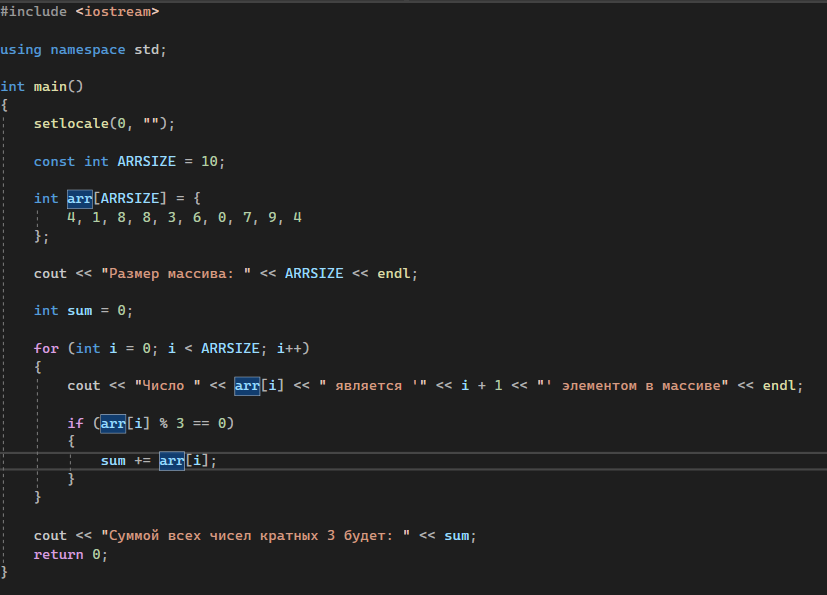 #include <iostream>
using namespace std;
int main()
{
setlocale(0, "");
const int ARRSIZE = 10;
int arr[ARRSIZE] = {
4, 1, 8, 8, 3, 6, 0, 7, 9, 4
};
cout << "Размер массива: " << ARRSIZE << endl;
int sum = 0;
for (int i = 0; i < ARRSIZE; i++)
{
cout << "Число " << arr[i] << " является '" << i + 1 << "' элементом в массиве" << endl;
if (arr[i] % 3 == 0)
{
sum += arr[i];
}
}
cout << "Суммой всех чисел кратных 3 будет: " << sum;
return 0;
}